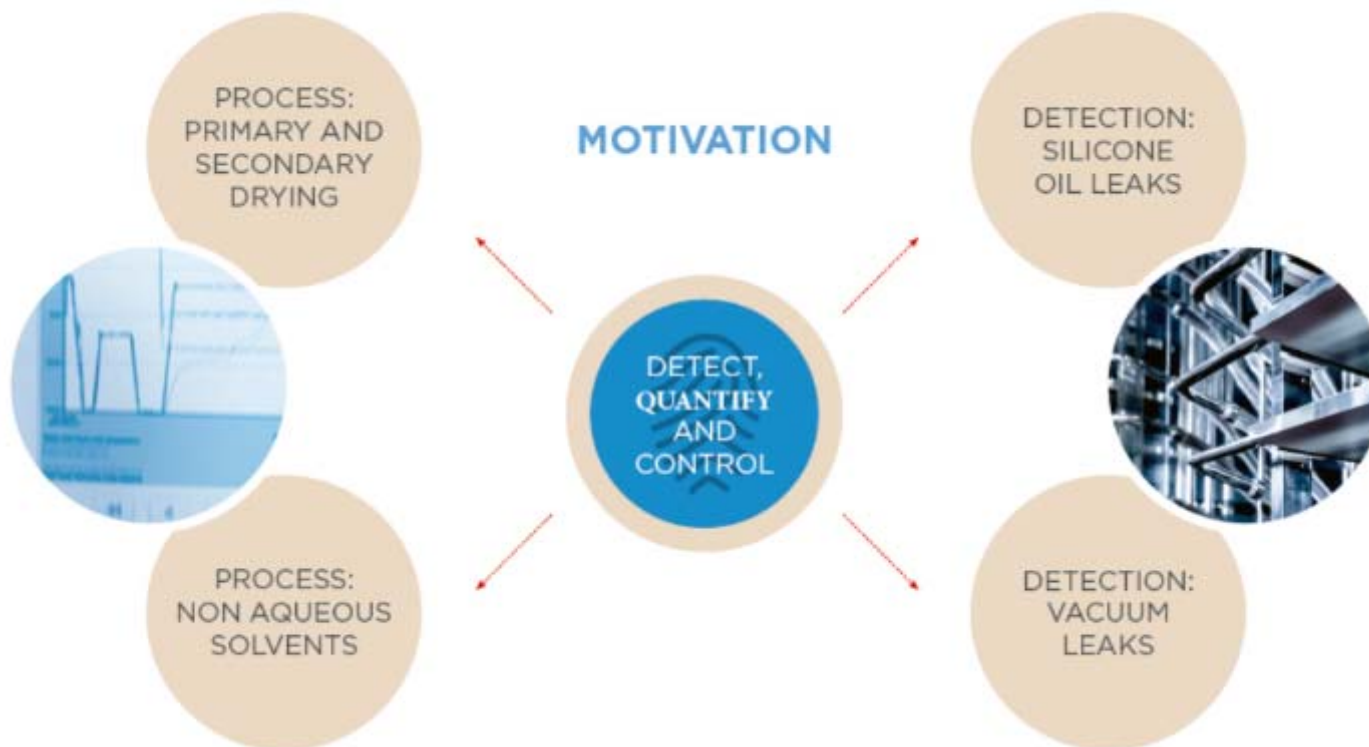 PROCESS:
PRIMARY AND
SECONDARY
DRYING
MOTIVATION
DETECTION:
SILICONE
OIL LEAKS
DETECT,
QUANTIFY
AND
CONTROL
PROCESS:
NON AQUEOUS
SOLVENTS
DETECTION:
VACUUM
LEAKS